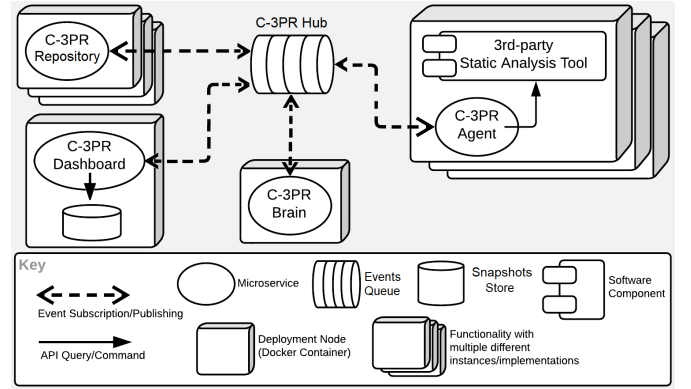 C-3PR Hub
C-3PR
Repository
3rd-party
Static Analysis Tool
C-3PR
Agent
C-3PR
Dashboard
C-3PR
Brain
Key
Microservice
Events
Queue
Snapshots
Store
Software
Component
Event Subscription/Publishing
API Query/Command
Deployment Node
(Docker Container)
Functionality with
multiple different
instances/implementations